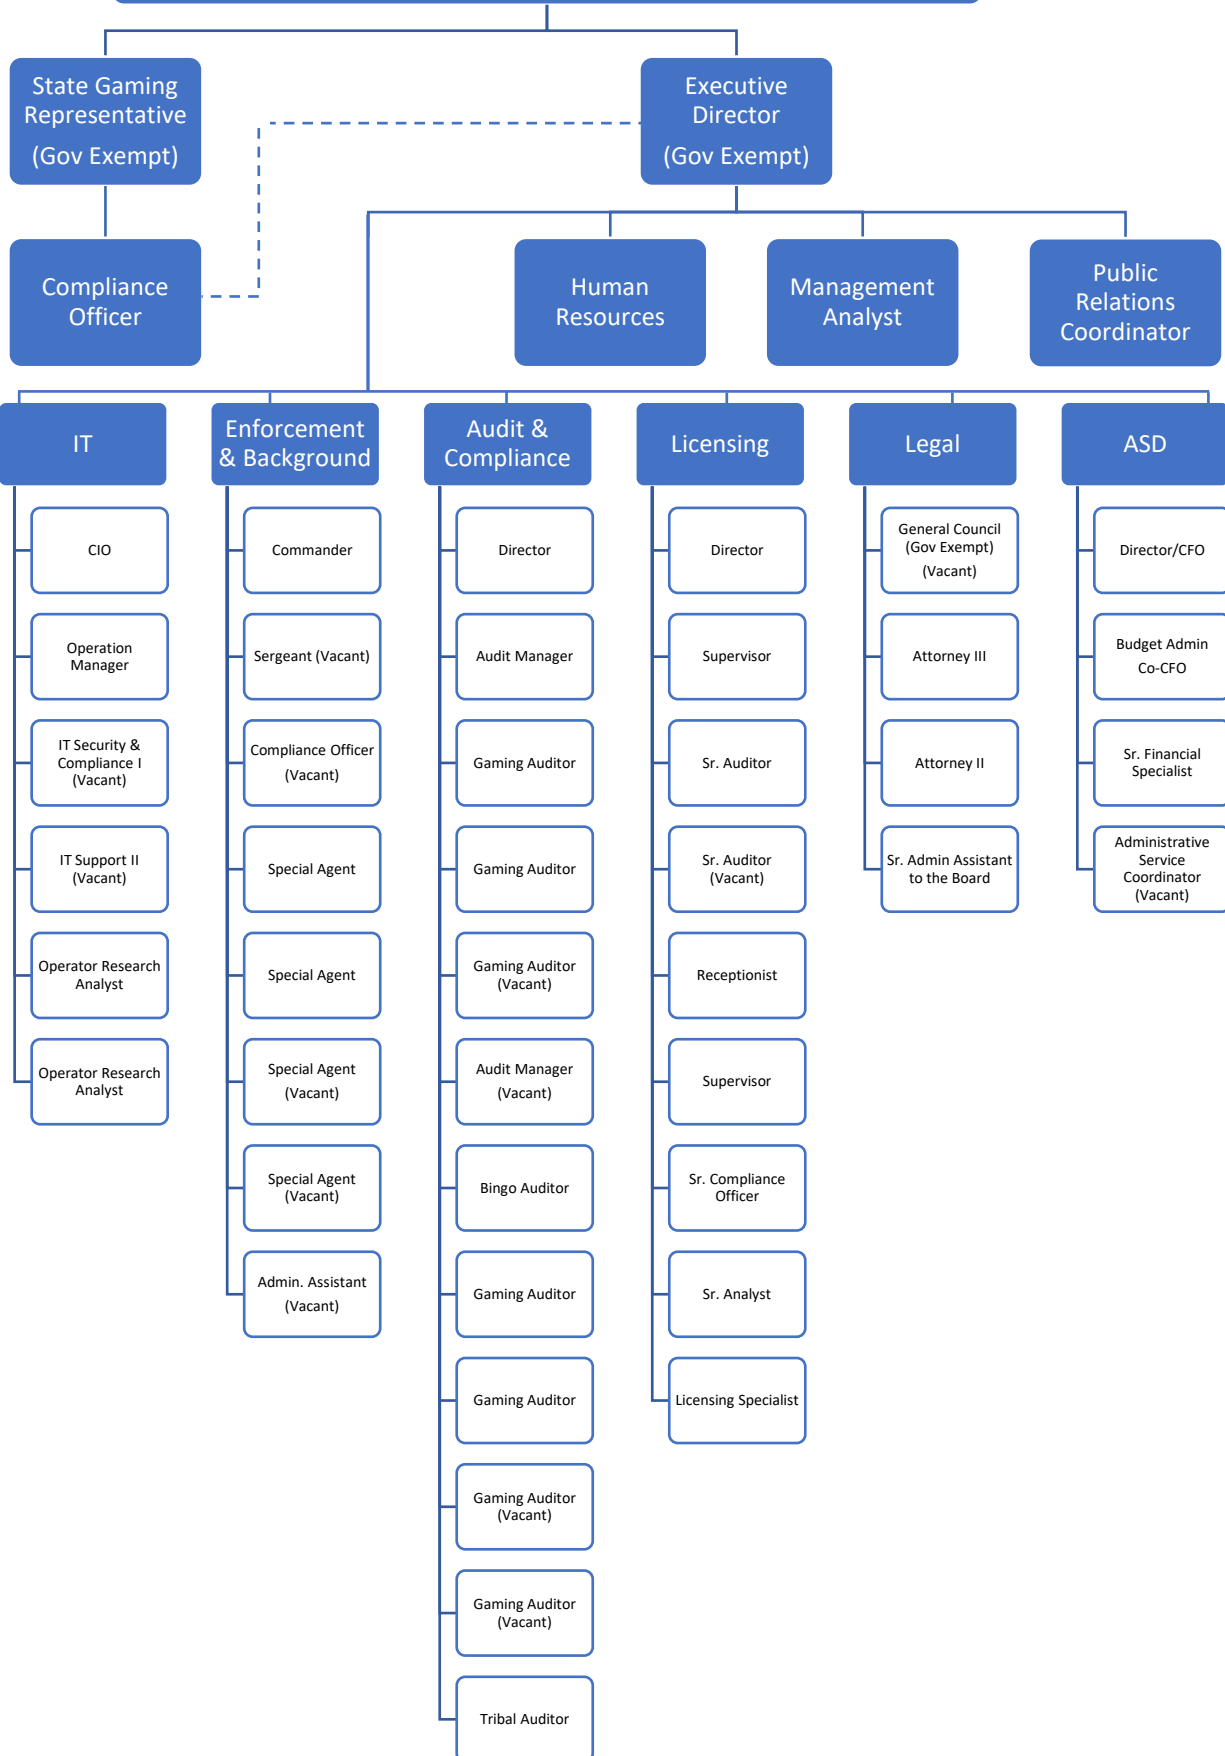 State Gaming
Representative
(Gov Exempt)
Executive
Director
(Gov Exempt)
Compliance
Officer
Human
Resources
Management
Analyst
Public
Relations
Coordinator
IT
Enforcement
& Background
Audit &
Compliance
Licensing
Legal
ASD
CIO
Operation
Manager
IT Security &
Compliance I
(Vacant)
IT Support II
(Vacant)
Operator Research
Analyst
Operator Research
Analyst
Commander
Sergeant (Vacant)
Compliance Officer
(Vacant)
Special Agent
Special Agent
Special Agent
(Vacant)
Special Agent
(Vacant)
Admin. Assistant
(Vacant)
Director
Audit Manager
Gaming Auditor
Gaming Auditor
Gaming Auditor
(Vacant)
Audit Manager
(Vacant)
Bingo Auditor
Gaming Auditor
Gaming Auditor
Gaming Auditor
(Vacant)
Gaming Auditor
(Vacant)
Tribal Auditor
Director
Supervisor
Sr. Auditor
Sr. Auditor
(Vacant)
Receptionist
Supervisor
Sr. Compliance
Officer
Sr. Analyst
Licensing Specialist
General Council
(Gov Exempt)
(Vacant)
Attorney III
Attorney II
Sr. Admin Assistant
to the Board
Director/CFO
Budget Admin
Co-CFO
Sr. Financial
Specialist
Administrative
Service
Coordinator
(Vacant)